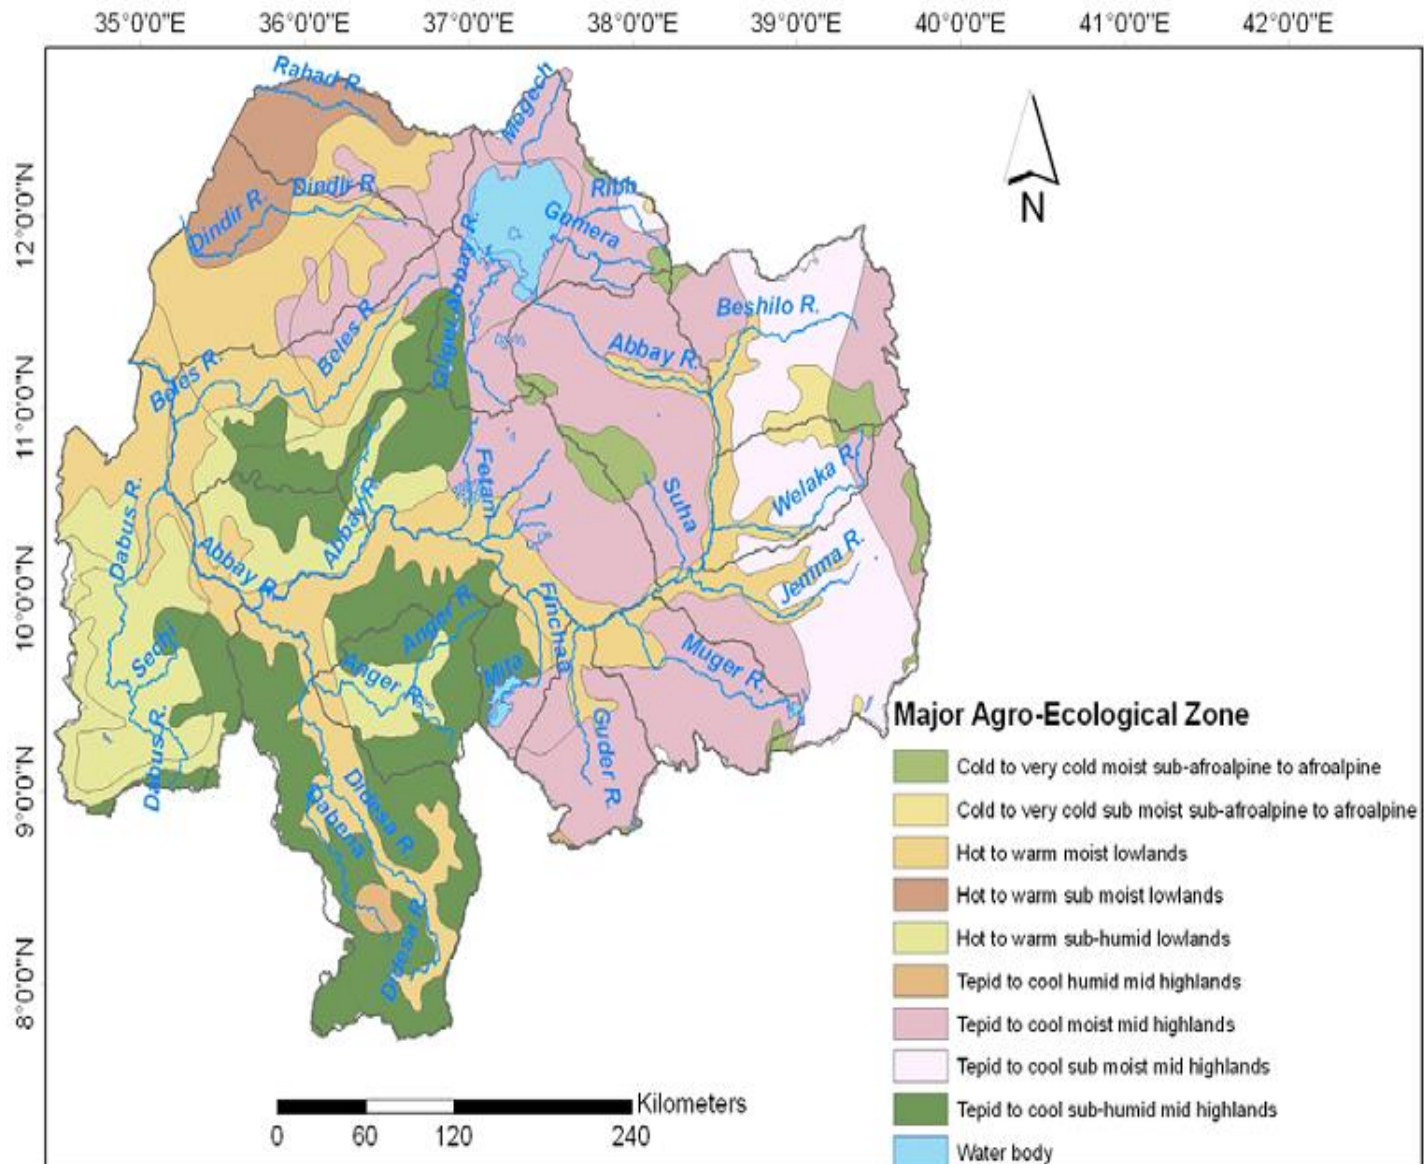 35°0'0"E 36°0'0"E 37°0'0"E 38°0'0"E 39°0'0"E 40°0'0"E 41°0'0"E 42°0'0"E
12°0'0"N
11°0'0"N
10°0'0"N
9°0'0"N
8°0'0"N
Rahad R.
Megech
N
Dindir R.
Dindir R.
Ribb
Gumera
Gilgel Abbay R.
Beshilo R.
Beles R.
Abbay R.
Beles R.
Fetam
Welaka R.
Suha
Dabus R.
Abbay R.
Abbay R.
Jemma R.
Finchaa
Anger R.
Sechi
Muger R.
Anger R.
Guder R.
Dabus R.
Didesa R.
Dabena
Didesa R.
Major Agro-Ecological Zone
Cold to very cold moist sub-afroalpine to afroalpine
Cold to very cold sub moist sub-afroalpine to afroalpine
Hot to warm moist lowlands
Hot to warm sub moist lowlands
Hot to warm sub-humid lowlands
Tepid to cool humid mid highlands
Tepid to cool moist mid highlands
Tepid to cool sub moist mid highlands
Tepid to cool sub-humid mid highlands
Water body
Kilometers
0 60 120 240